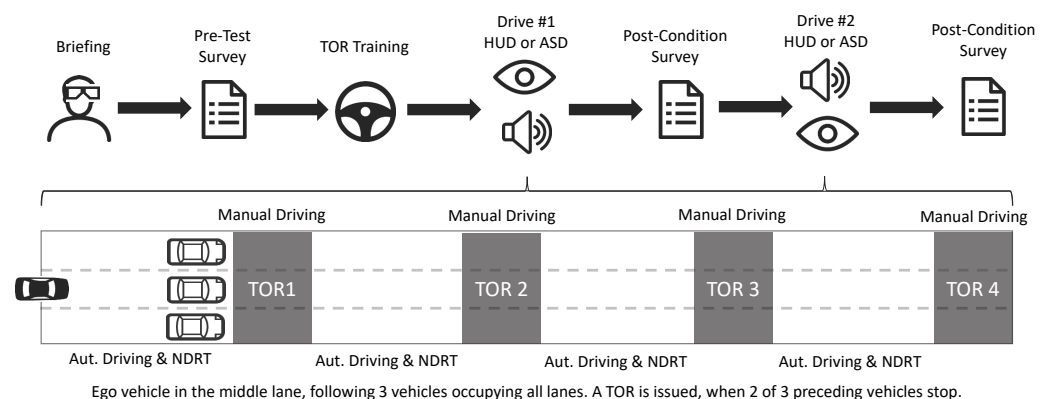 Briefing
Pre-Test
Survey
TOR Training
Drive #1
HUD or ASD
Post-Condition
Survey
Drive #2
HUD or ASD
Post-Condition
Survey
Manual Driving
Manual Driving
Manual Driving
Manual Driving
TOR1
TOR 2
TOR 3
TOR 4
Aut. Driving & NDRT
Aut. Driving & NDRT
Aut. Driving & NDRT
Aut. Driving & NDRT
Ego vehicle in the middle lane, following 3 vehicles occupying all lanes. A TOR is issued, when 2 of 3 preceding vehicles stop.